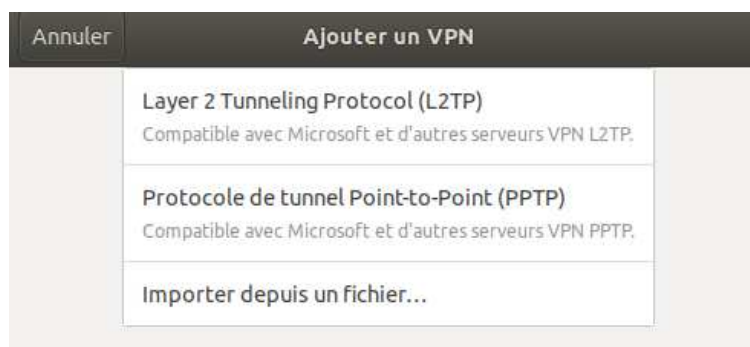 Annuler
Ajouter un VPN
Layer 2 Tunneling Protocol (L2TP)
Compatible avec Microsoft et d'autres serveurs VPN L2TP.
Protocole de tunnel Point-to-Point (PPTP)
Compatible avec Microsoft et d'autres serveurs VPN PPTP.
Importer depuis un fichier…